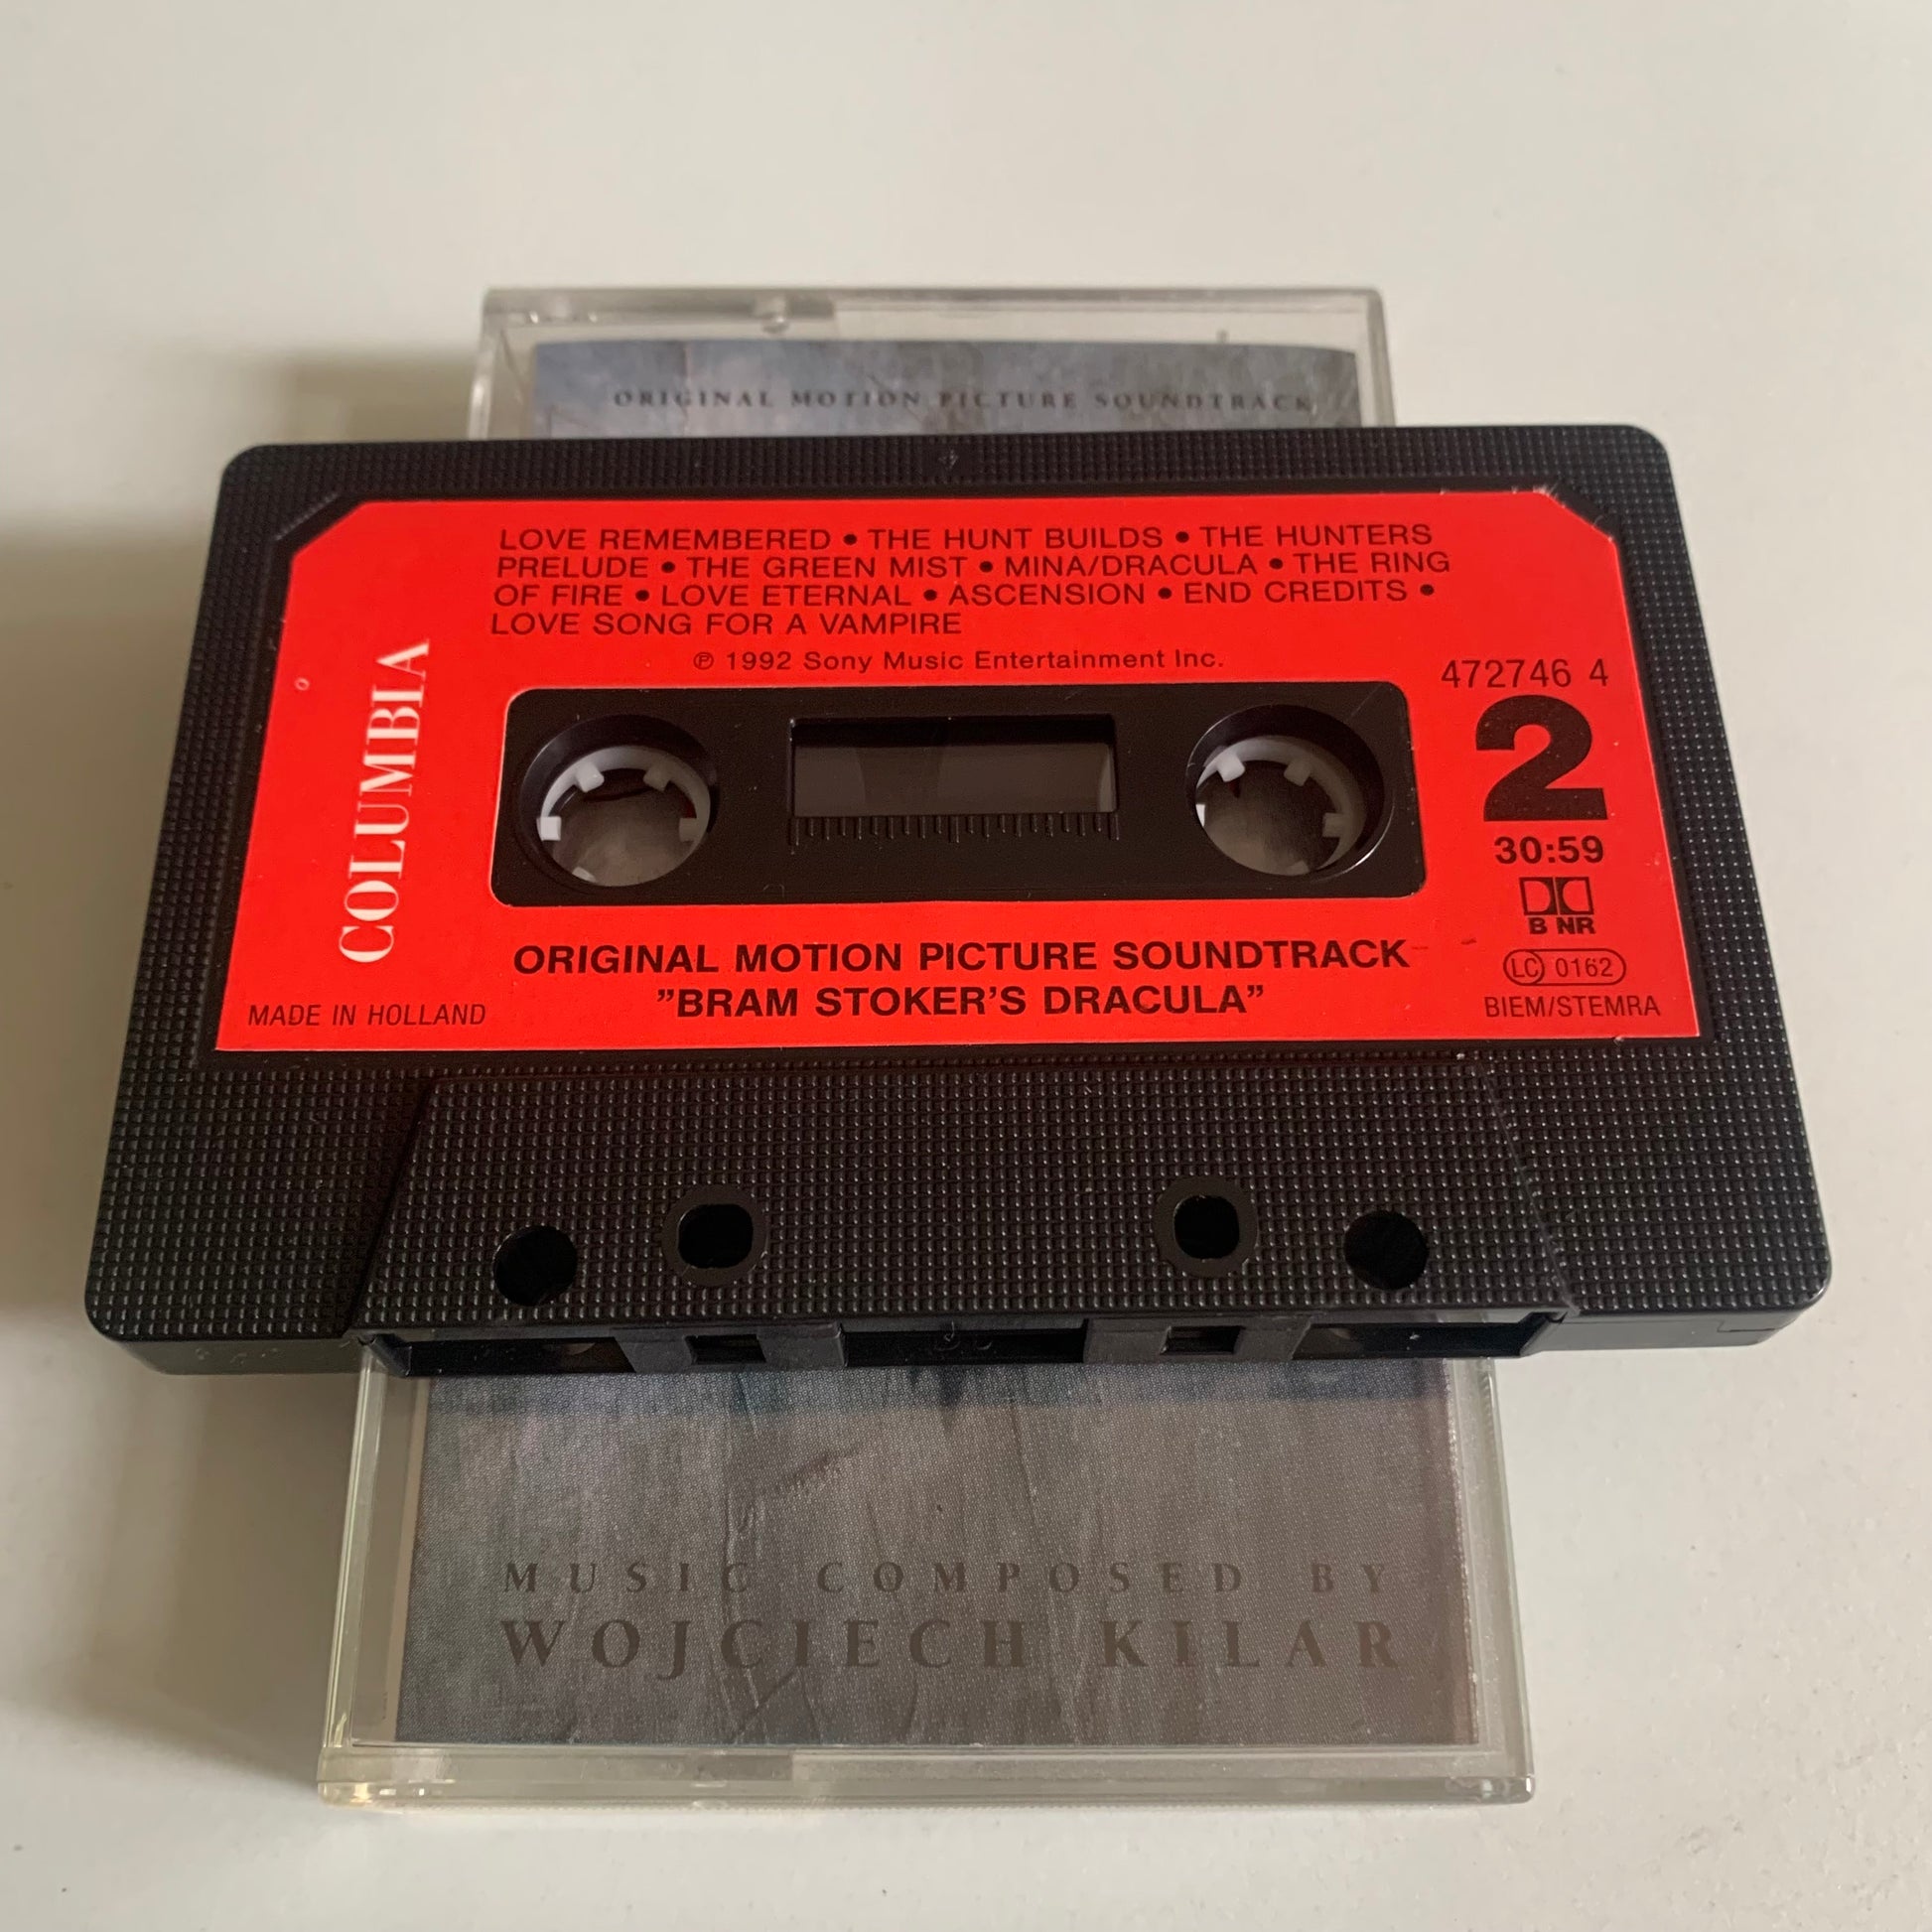 ORIGINAL MOTION PICTURE SOUNDTRACK
LOVE REMEMBERED • THE HUNT BUILDS • THE HUNTERS
PRELUDE • THE GREEN MIST • MINA/DRACULA • THE RING
OF FIRE • LOVE ETERNAL • ASCENSION • END CREDITS •
LOVE SONG FOR A VAMPIRE
℗ 1992 Sony Music Entertainment Inc.
COLUMBIA
472746 4
2
30:59
B NR
LC 0162
BIEM/STEMRA
ORIGINAL MOTION PICTURE SOUNDTRACK
”BRAM STOKER’S DRACULA”
MADE IN HOLLAND
MUSIC COMPOSED BY
WOJCIECH KILAR